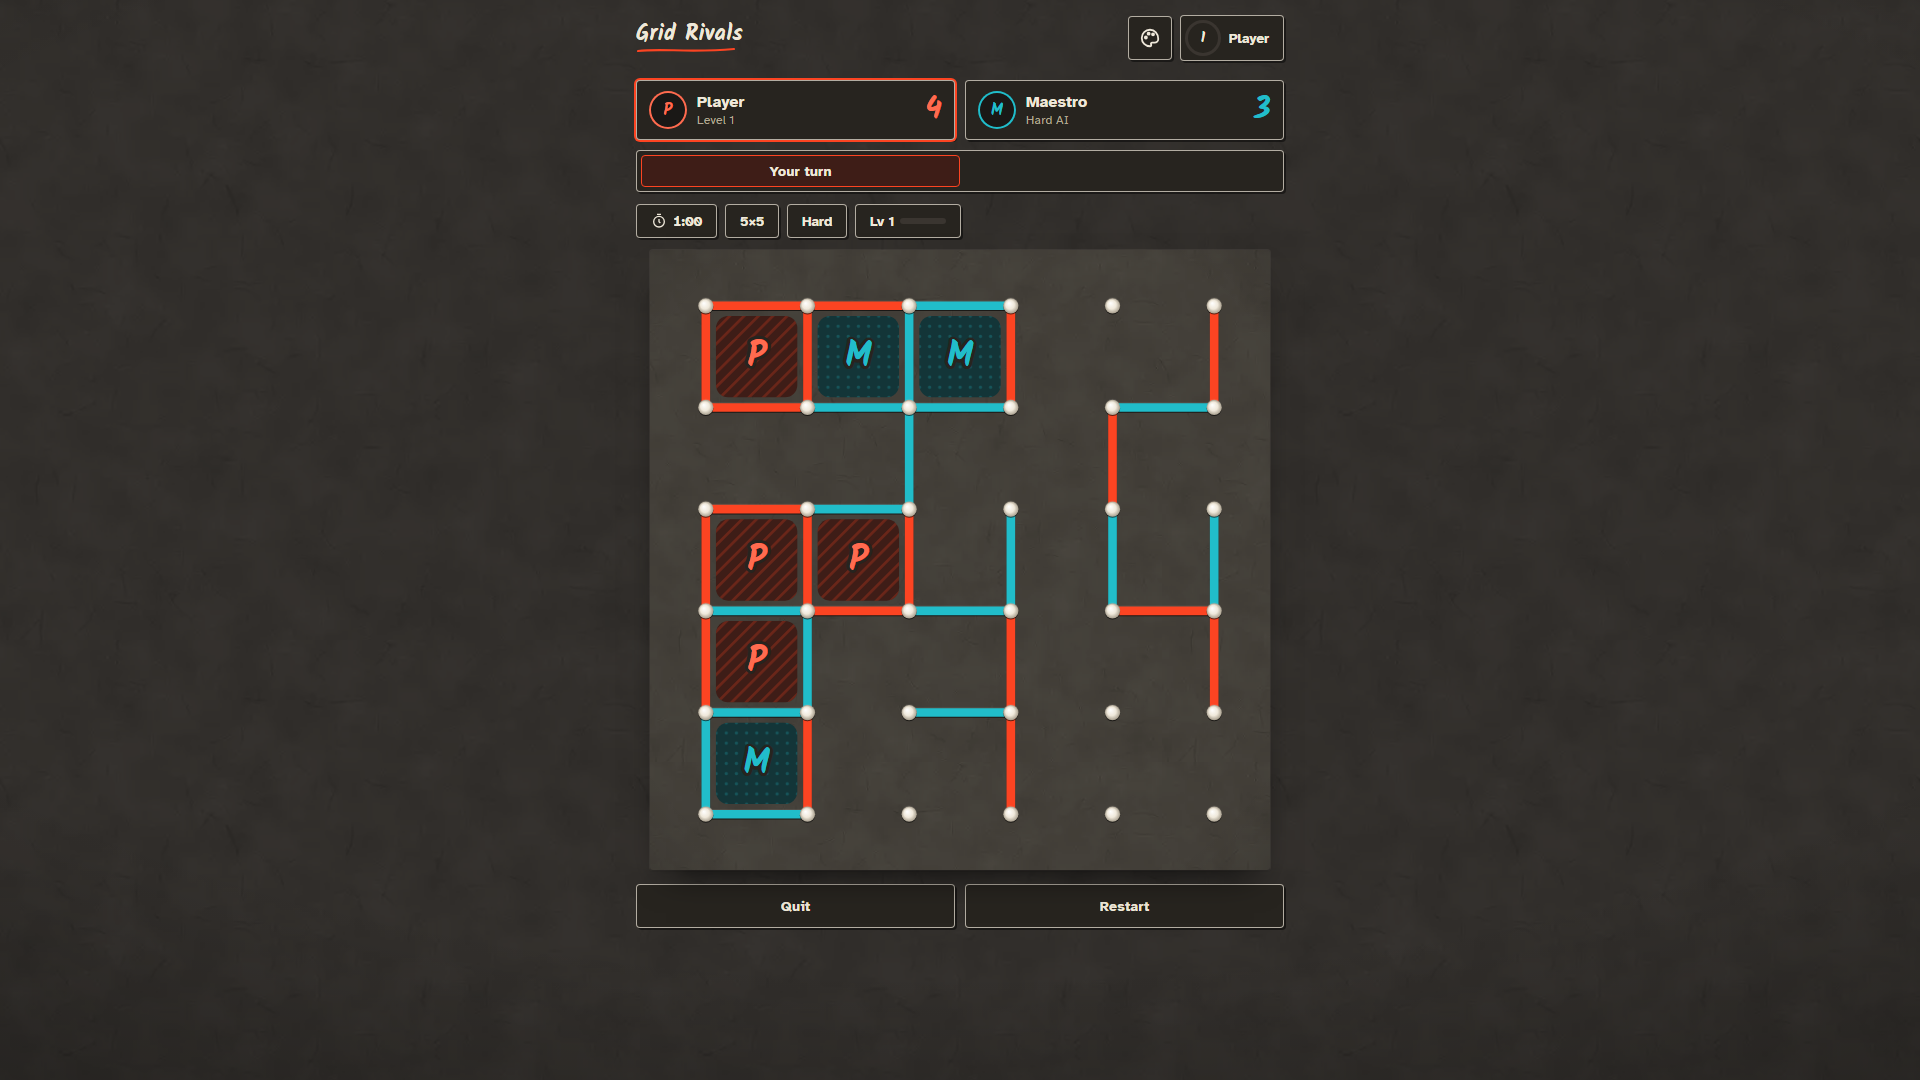 Grid Rivals
I Player
P Player 4
Level 1
M Maestro 3
Hard AI
Your turn
1:00 5×5 Hard Lv 1
P M M
P P
P
M
Quit Restart